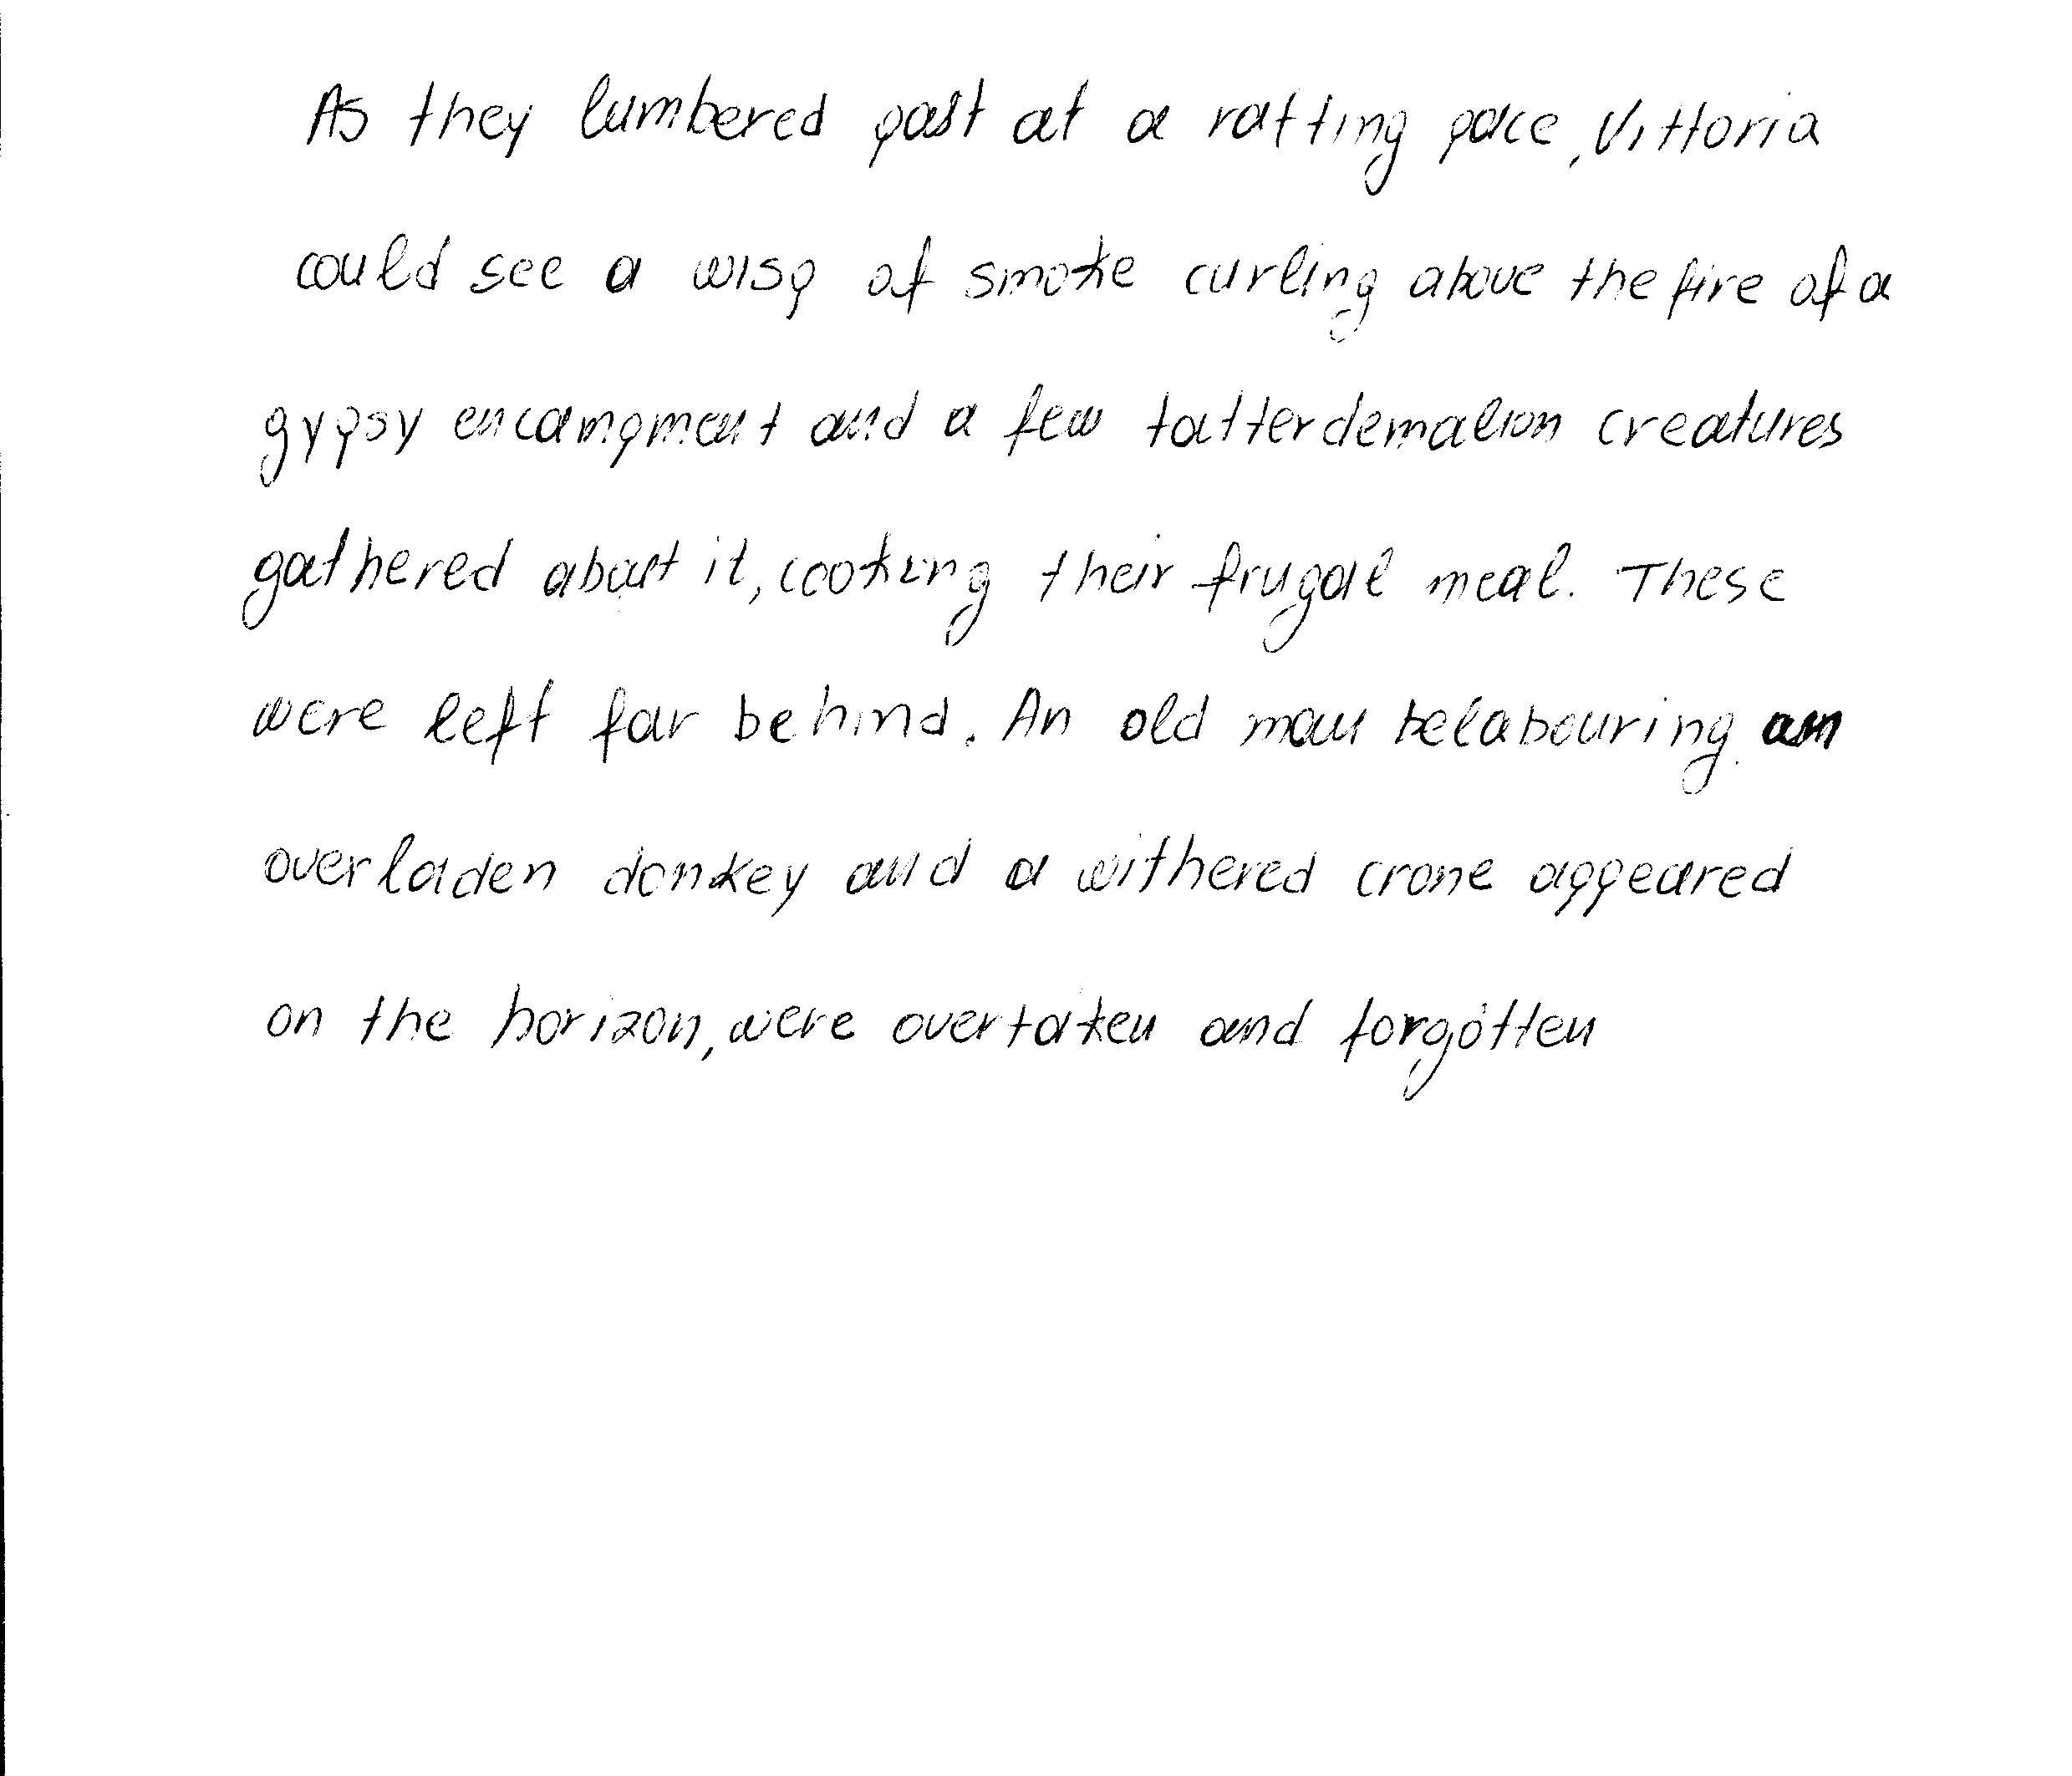 As they lumbered past at a ratting pace, Vittoria
could see a wisp of smoke curling above the fire of a
gypsy encampment and a few tatterdemalion creatures
gathered about it, cooking their frugal meal. These
were left far behind. An old man belabouring an
overladen donkey and a withered crone appeared
on the horizon, were overtaken and forgotten